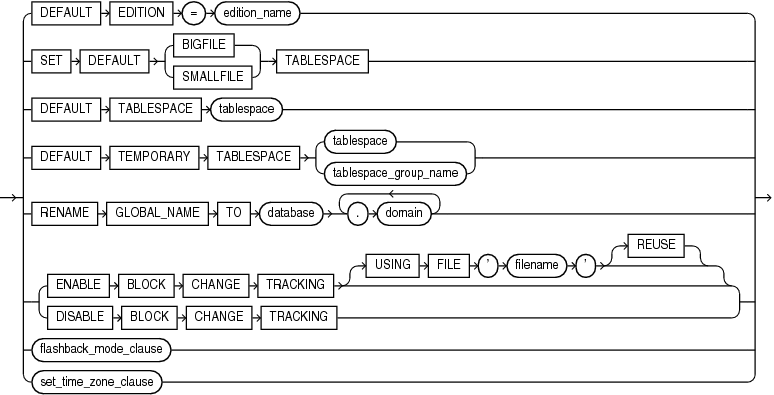 DEFAULT EDITION = edition_name
SET DEFAULT BIGFILE SMALLFILE TABLESPACE
DEFAULT TABLESPACE tablespace
DEFAULT TEMPORARY TABLESPACE tablespace tablespace_group_name
RENAME GLOBAL_NAME TO database . domain
ENABLE BLOCK CHANGE TRACKING USING FILE ' filename ' REUSE
DISABLE BLOCK CHANGE TRACKING
flashback_mode_clause
set_time_zone_clause